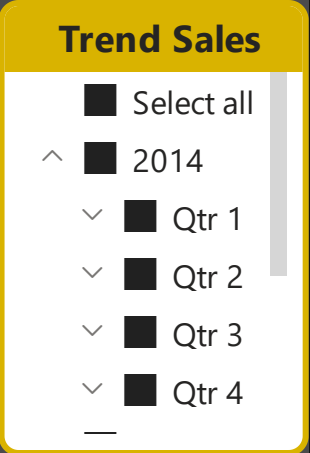 Trend Sales
Select all
2014
Qtr 1
Qtr 2
Qtr 3
Qtr 4